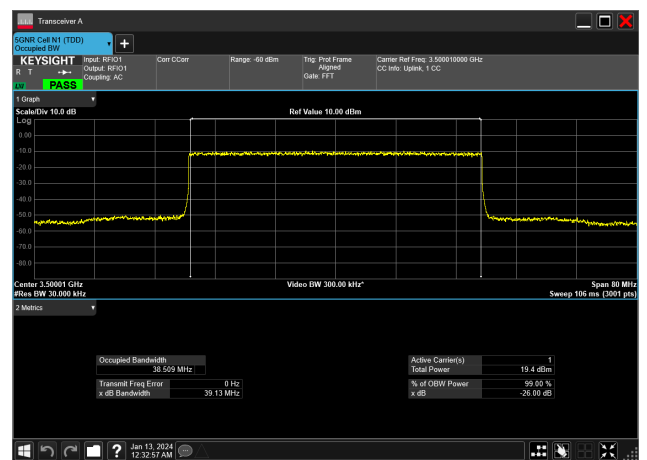 Transceiver A
5GNR Cell N1 (TDD)
Occupied BW
KEYSIGHT
R T
LV
PASS
Input: RFIO1
Output: RFIO1
Coupling: AC
Corr CCorr
Range: -60 dBm
Trig: Prot Frame
Aligned
Gate: FFT
Carrier Ref Freq: 3.500010000 GHz
CC Info: Uplink, 1 CC
1 Graph
Scale/Div 10.0 dB
Ref Value 10.00 dBm
Log
0.00
-10.0
-20.0
-30.0
-40.0
-50.0
-60.0
-70.0
-80.0
Center 3.50001 GHz
Video BW 300.00 kHz*
Span 80 MHz
#Res BW 30.000 kHz
Sweep 106 ms (3001 pts)
2 Metrics
Occupied Bandwidth
38.509 MHz
Transmit Freq Error 0 Hz
x dB Bandwidth 39.13 MHz
Active Carrier(s) 1
Total Power 19.4 dBm
% of OBW Power 99.00 %
x dB -26.00 dB
?
Jan 13, 2024
12:32:57 AM